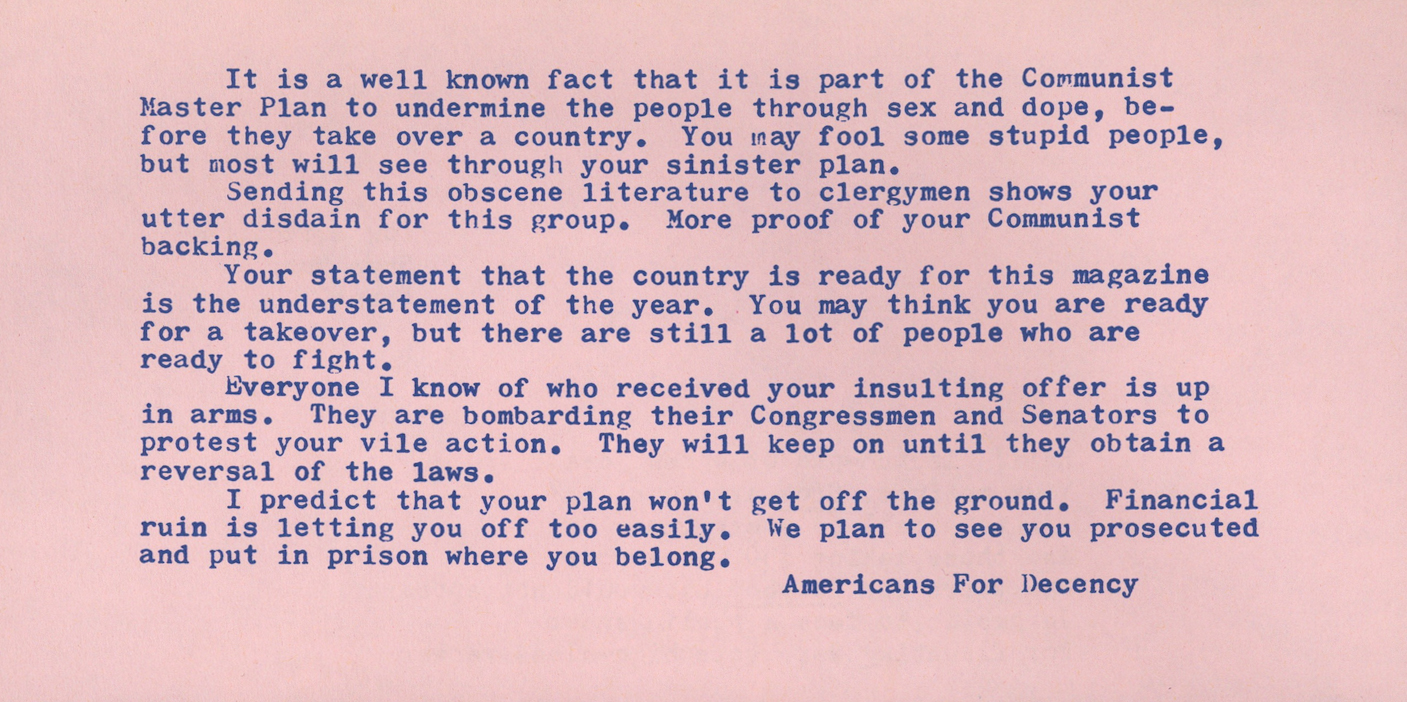 It is a well known fact that it is part of the Communist
Master Plan to undermine the people through sex and dope, be-
fore they take over a country.  You may fool some stupid people,
but most will see through your sinister plan.
Sending this obscene literature to clergymen shows your
utter disdain for this group.  More proof of your Communist
backing.
Your statement that the country is ready for this magazine
is the understatement of the year.  You may think you are ready
for a takeover, but there are still a lot of people who are
ready to fight.
Everyone I know of who received your insulting offer is up
in arms.  They are bombarding their Congressmen and Senators to
protest your vile action.  They will keep on until they obtain a
reversal of the laws.
I predict that your plan won't get off the ground.  Financial
ruin is letting you off too easily.  We plan to see you prosecuted
and put in prison where you belong.
Americans For Decency